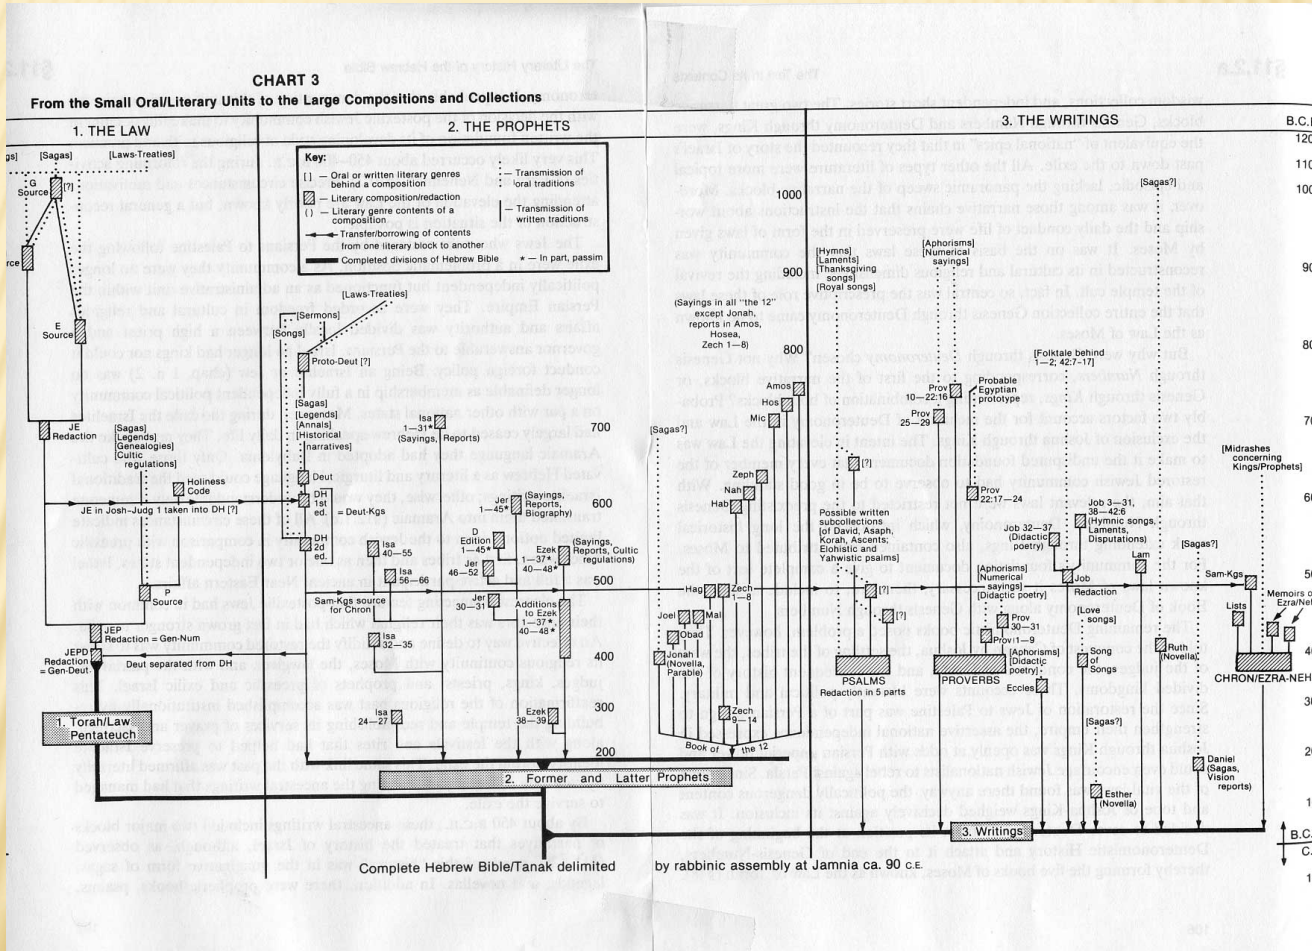 CHART 3
From the Small Oral/Literary Units to the Large Compositions and Collections
1. THE LAW
2. THE PROPHETS
3. THE WRITINGS
B.C.
[Sagas]
[Laws-Treaties]
G
Source
[?]
E
Source
JE
Redaction
[Sagas]
[Legends]
[Genealogies]
[Cultic
regulations]
Holiness
Code
JE in Josh–Judg 1 taken into DH [?]
P
Source
JEP
Redaction = Gen-Num
JEPD
Redaction
= Gen-Deut
Deut separated from DH
1. Torah/Law
Pentateuch
Key:
[ ] — Oral or written literary genres
behind a composition
— Literary composition/redaction
( ) — Literary genre contents of a
composition
— Transfer/borrowing of contents
from one literary block to another
— Completed divisions of Hebrew Bible
— Transmission of
oral traditions
— Transmission of
written traditions
* — In part, passim
[Laws-Treaties]
[Sermons]
[Songs]
Proto-Deut [?]
[Sagas]
[Legends]
[Annals]
[Historical
narratives]
Deut
DH
1st
ed.
= Deut-Kgs
DH
2d
ed.
Isa
1—31*
(Sayings, Reports)
Jer
1—45*
(Sayings,
Reports,
Biography)
D
Edition
1—45*
Ezek
1—37*
40—48*
(Sayings,
Reports, Cultic
regulations)
Isa
40—55
Isa
56—66
Jer
46—52
Sam-Kgs source
for Chron
Jer
30—31
Additions
to Ezek
1—37*,
40—48*
Isa
32—35
Isa
24—27
Ezek
38—39
1000
900
800
700
600
500
400
300
200
(Sayings in all "the 12"
except Jonah,
reports in Amos,
Hosea,
Zech 1—8)
Amos
Hos
Mic
[Sagas?]
Zeph
Nah
Hab
Hag
Zech
1—8
Joel
Mal
Obad
Jonah
(Novella,
Parable)
Zech
9—14
Book of the 12
2. Former and Latter Prophets
[Hymns]
[Laments]
[Thanksgiving
songs]
[Royal songs]
[?]
Possible written
subcollections
[of David, Asaph,
Korah, Ascents;
Elohistic and
Yahwistic psalms]
[?]
[?]
PSALMS
Redaction in 5 parts
[Aphorisms]
[Numerical
sayings]
Prov
10—22:16
Probable
Egyptian
prototype
Prov
25—29
Prov
22:17—24
[Aphorisms]
[Numerical
sayings]
[Didactic poetry]
Prov
30—31
Prov 1—9
PROVERBS
[Aphorisms]
[Didactic
poetry]
Eccles
[Folktale behind
1—2; 42:7-17]
Job 3—31,
38—42:6
(Hymnic songs,
Laments,
Disputations)
Job 32—37
(Didactic
poetry)
Job
Redaction
songs]
Song
of
Songs
Lam
[Sagas?]
[Sagas?]
Ruth
(Novella)
[Sagas?]
Esther
(Novella)
Daniel
(Sagas,
Vision
reports)
[Midrashes
concerning
Kings/Prophets]
Sam-Kgs
Lists
Memoirs o
Ezra/Neh
CHRON/EZRA-NEH
3. Writings
B.C.
Complete Hebrew Bible/Tanak delimited
by rabbinic assembly at Jamnia ca. 90 C.E.